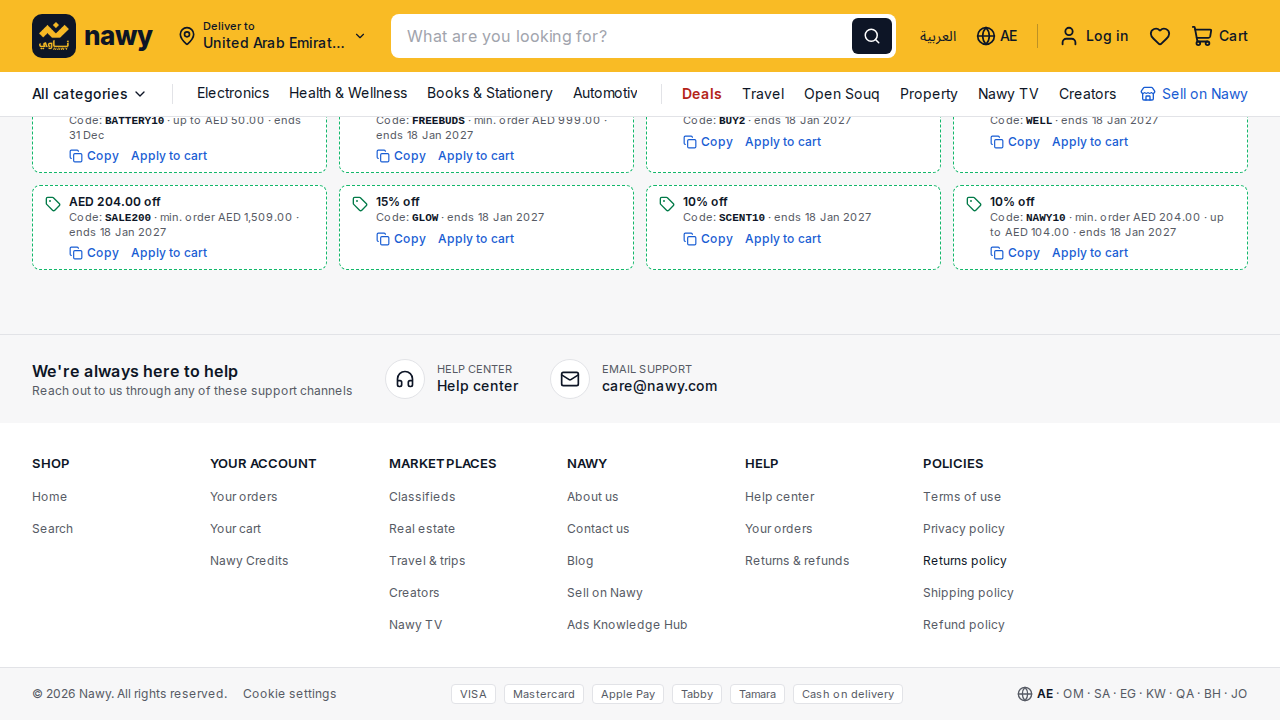 نـــاوي
NAWY
nawy
Deliver to
United Arab Emirat...
What are you looking for?
العربية
AE
Log in
Cart
All categories
Electronics
Health & Wellness
Books & Stationery
Automotiv
Deals
Travel
Open Souq
Property
Nawy TV
Creators
Sell on Nawy
Code: BATTERY10 · up to AED 50.00 · ends
31 Dec
Copy Apply to cart
Code: FREEBUDS · min. order AED 999.00 ·
ends 18 Jan 2027
Copy Apply to cart
Code: BUY2 · ends 18 Jan 2027
Copy Apply to cart
Code: WELL · ends 18 Jan 2027
Copy Apply to cart
AED 204.00 off
Code: SALE200 · min. order AED 1,509.00 ·
ends 18 Jan 2027
Copy Apply to cart
15% off
Code: GLOW · ends 18 Jan 2027
Copy Apply to cart
10% off
Code: SCENT10 · ends 18 Jan 2027
Copy Apply to cart
10% off
Code: NAWY10 · min. order AED 204.00 · up
to AED 104.00 · ends 18 Jan 2027
Copy Apply to cart
We're always here to help
Reach out to us through any of these support channels
HELP CENTER
Help center
EMAIL SUPPORT
care@nawy.com
SHOP
Home
Search
YOUR ACCOUNT
Your orders
Your cart
Nawy Credits
MARKETPLACES
Classifieds
Real estate
Travel & trips
Creators
Nawy TV
NAWY
About us
Contact us
Blog
Sell on Nawy
Ads Knowledge Hub
HELP
Help center
Your orders
Returns & refunds
POLICIES
Terms of use
Privacy policy
Returns policy
Shipping policy
Refund policy
© 2026 Nawy. All rights reserved.
Cookie settings
VISA
Mastercard
Apple Pay
Tabby
Tamara
Cash on delivery
AE · OM · SA · EG · KW · QA · BH · JO